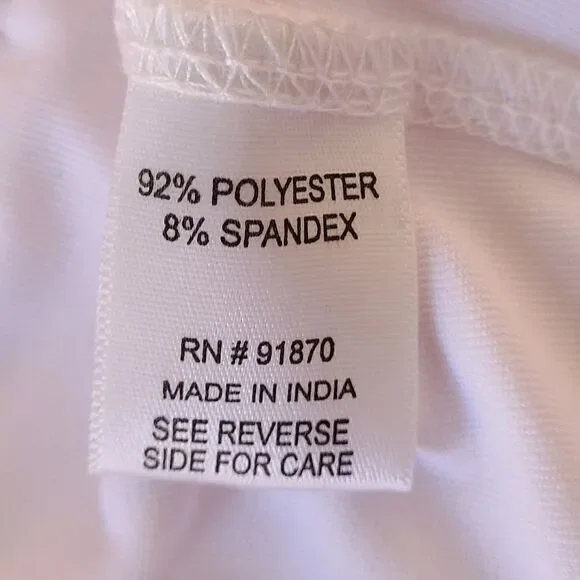 92% POLYESTER
8% SPANDEX
RN # 91870
MADE IN INDIA
SEE REVERSE
SIDE FOR CARE